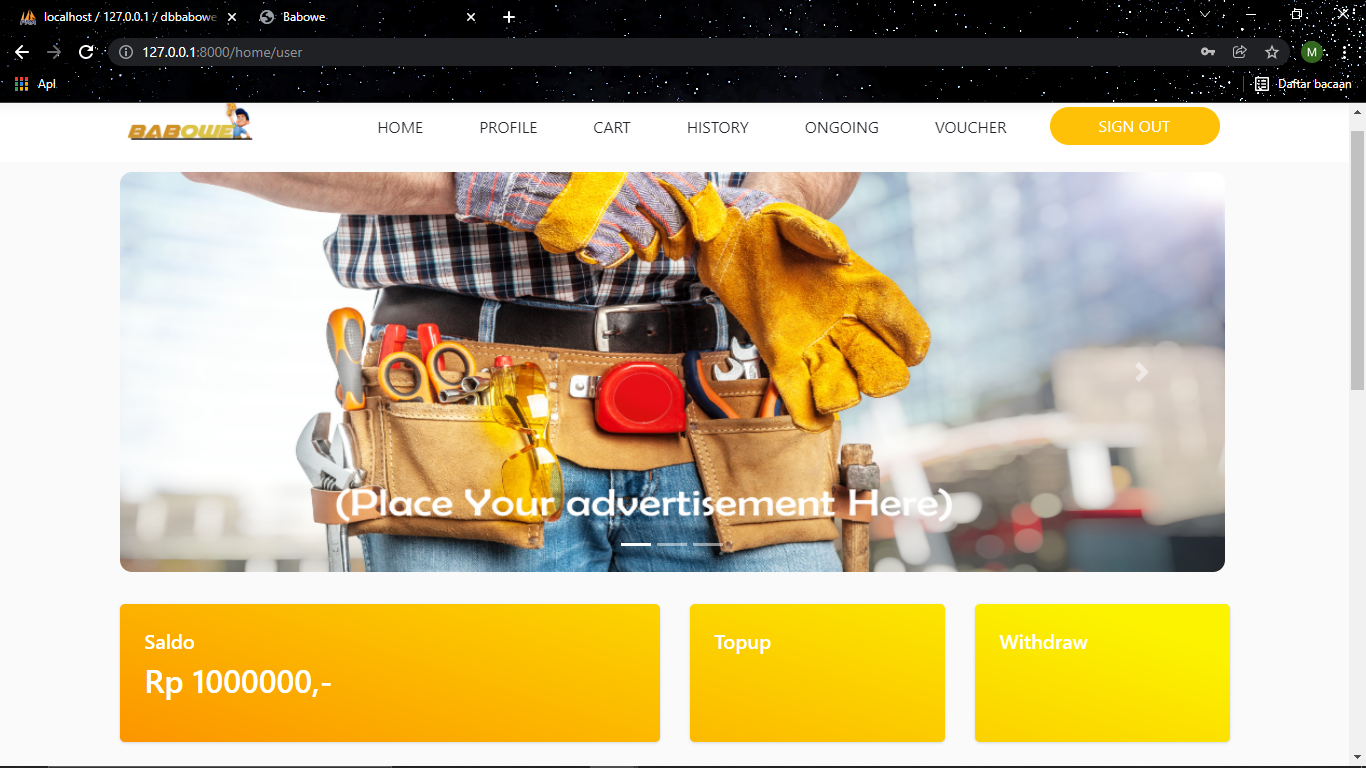 localhost / 127.0.0.1 / dbbabowe
Babowe
127.0.0.1:8000/home/user
M
Apl
Daftar bacaan
BABOWE
HOME
PROFILE
CART
HISTORY
ONGOING
VOUCHER
SIGN OUT
(Place Your advertisement Here)
Saldo
Rp 1000000,-
Topup
Withdraw